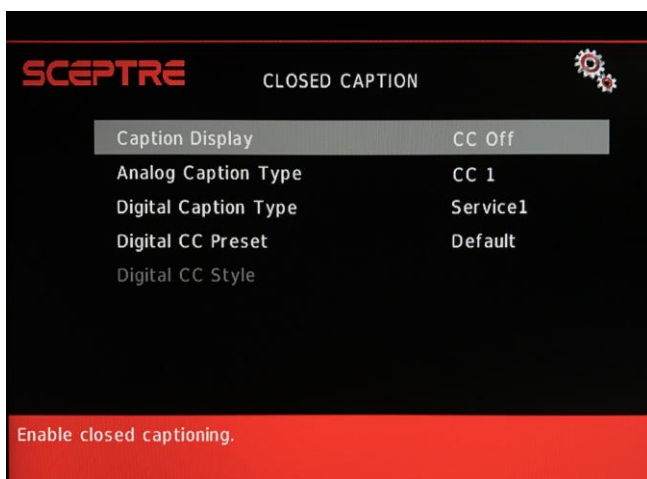 SCEPTRE
CLOSED CAPTION
Caption Display CC Off
Analog Caption Type CC 1
Digital Caption Type Service1
Digital CC Preset Default
Digital CC Style
Enable closed captioning.